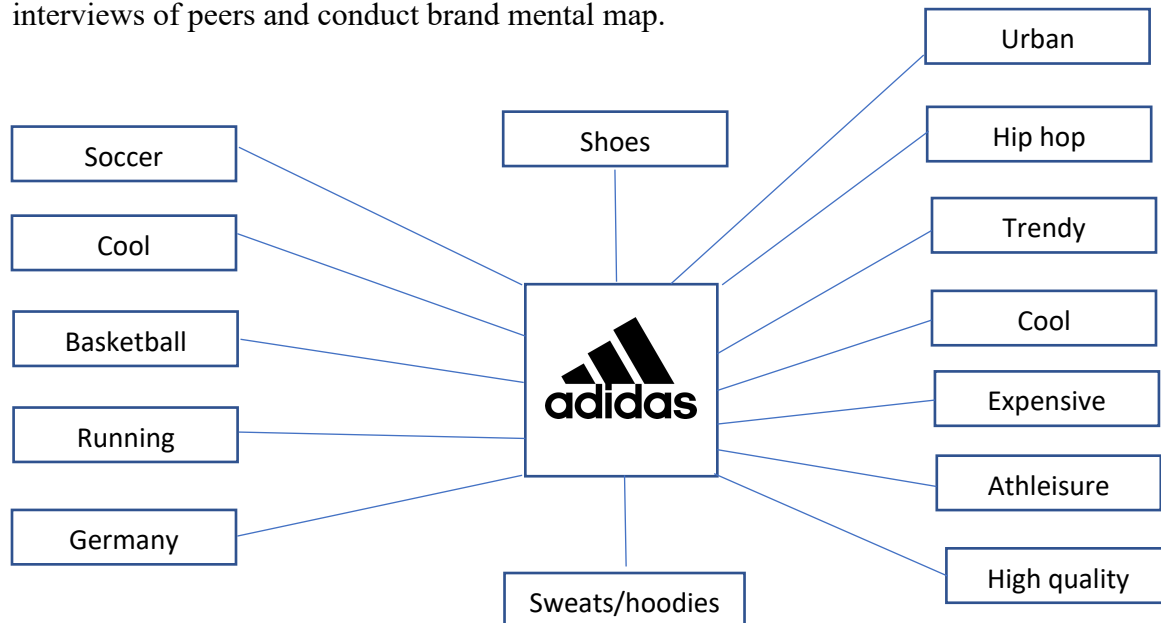 interviews of peers and conduct brand mental map.
Urban
Shoes
Hip hop
Soccer
Trendy
Cool
Cool
Basketball
adidas
Expensive
Running
Athleisure
Germany
High quality
Sweats/hoodies